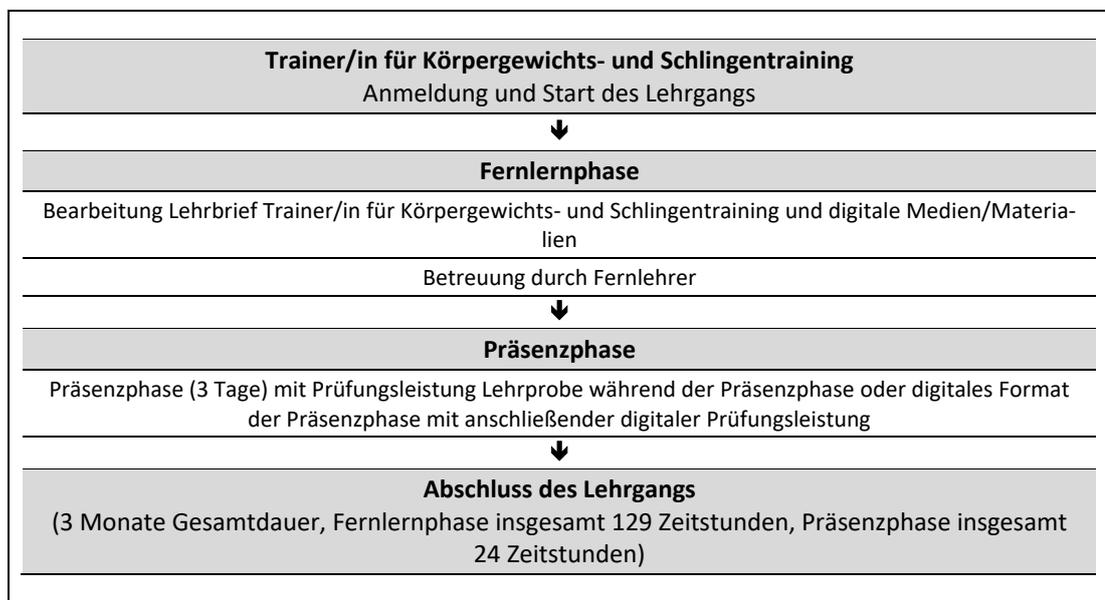 Trainer/in für Körpergewichts- und Schlingentraining
Anmeldung und Start des Lehrgangs
🡻
Fernlernphase
Bearbeitung Lehrbrief Trainer/in für Körpergewichts- und Schlingentraining und digitale Medien/Materia-
lien
Betreuung durch Fernlehrer
🡻
Präsenzphase
Präsenzphase (3 Tage) mit Prüfungsleistung Lehrprobe während der Präsenzphase oder digitales Format
der Präsenzphase mit anschließender digitaler Prüfungsleistung
🡻
Abschluss des Lehrgangs
(3 Monate Gesamtdauer, Fernlernphase insgesamt 129 Zeitstunden, Präsenzphase insgesamt
24 Zeitstunden)